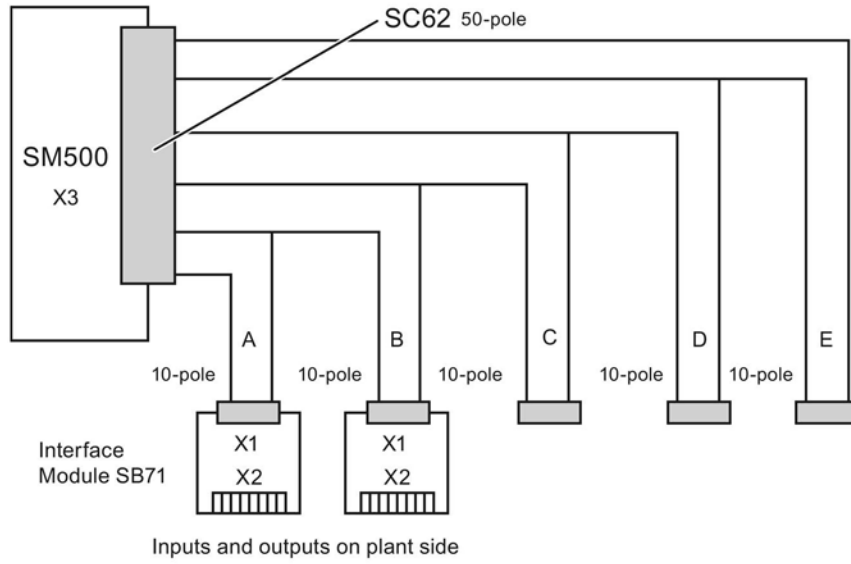 SC62 50-pole
SM500
X3
A
B
C
D
E
10-pole
10-pole
10-pole
10-pole
10-pole
Interface
Module SB71
X1
X2
X1
X2
Inputs and outputs on plant side